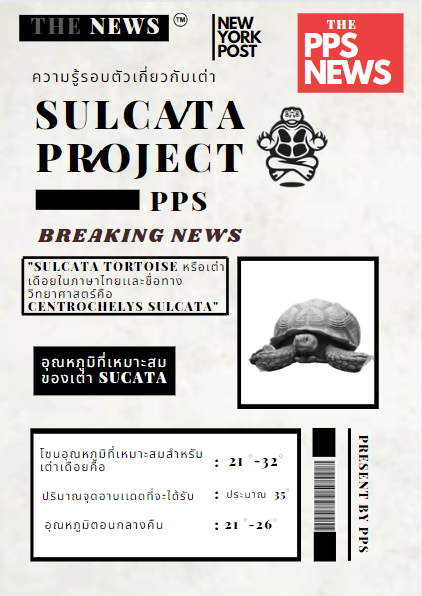 THE NEWS ™
NEW
YORK
POST
THE
PPS
NEWS
ความรู้รอบตัวเกี่ยวกับเต่า
SULCATA
PROJECT
PPS
BREAKING NEWS
"SULCATA TORTOISE หรือเต่า
เดือยในภาษาไทยและชื่อทาง
วิทยาศาสตร์คือ
CENTROCHELYS SULCATA"
อุณหภูมิที่เหมาะสม
ของเต่า SUCATA
โซนอุณหภูมิที่เหมาะสมสำหรับ
เต่าเดือยคือ : 21 °-32°
ปริมาณจุดอาบแดดที่จะได้รับ : ประมาณ 35°
อุณหภูมิตอนกลางคืน : 21 °-26°
PRESENT BY PPS